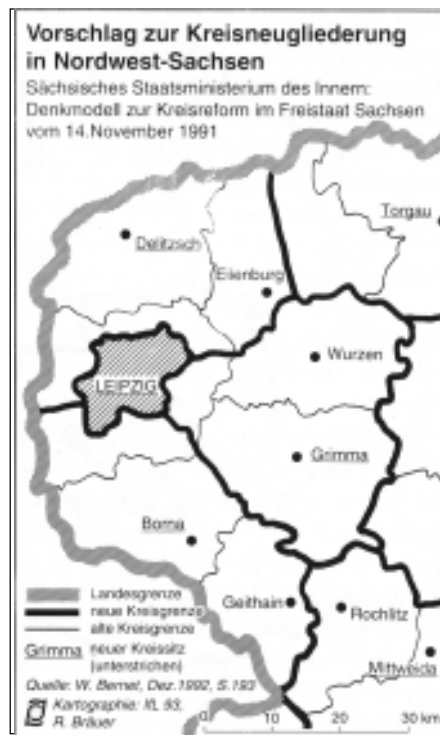 Vorschlag zur Kreisneugliederung
in Nordwest-Sachsen
Sächsisches Staatsministerium des Innern:
Denkmodell zur Kreisreform im Freistaat Sachsen
vom 14.November 1991
Torgau
Delitzsch
Eilenburg
Wurzen
LEIPZIG
Grimma
Borna
Geithain
Rochlitz
Mittweida
Landesgrenze
neue Kreisgrenze
alte Kreisgrenze
Grimma neuer Kreissitz
(unterstrichen)
Quelle: W. Bernet, Dez.1992, S.193
Kartographie: IfL 93,
R. Bräuer
0 10 20 30 km